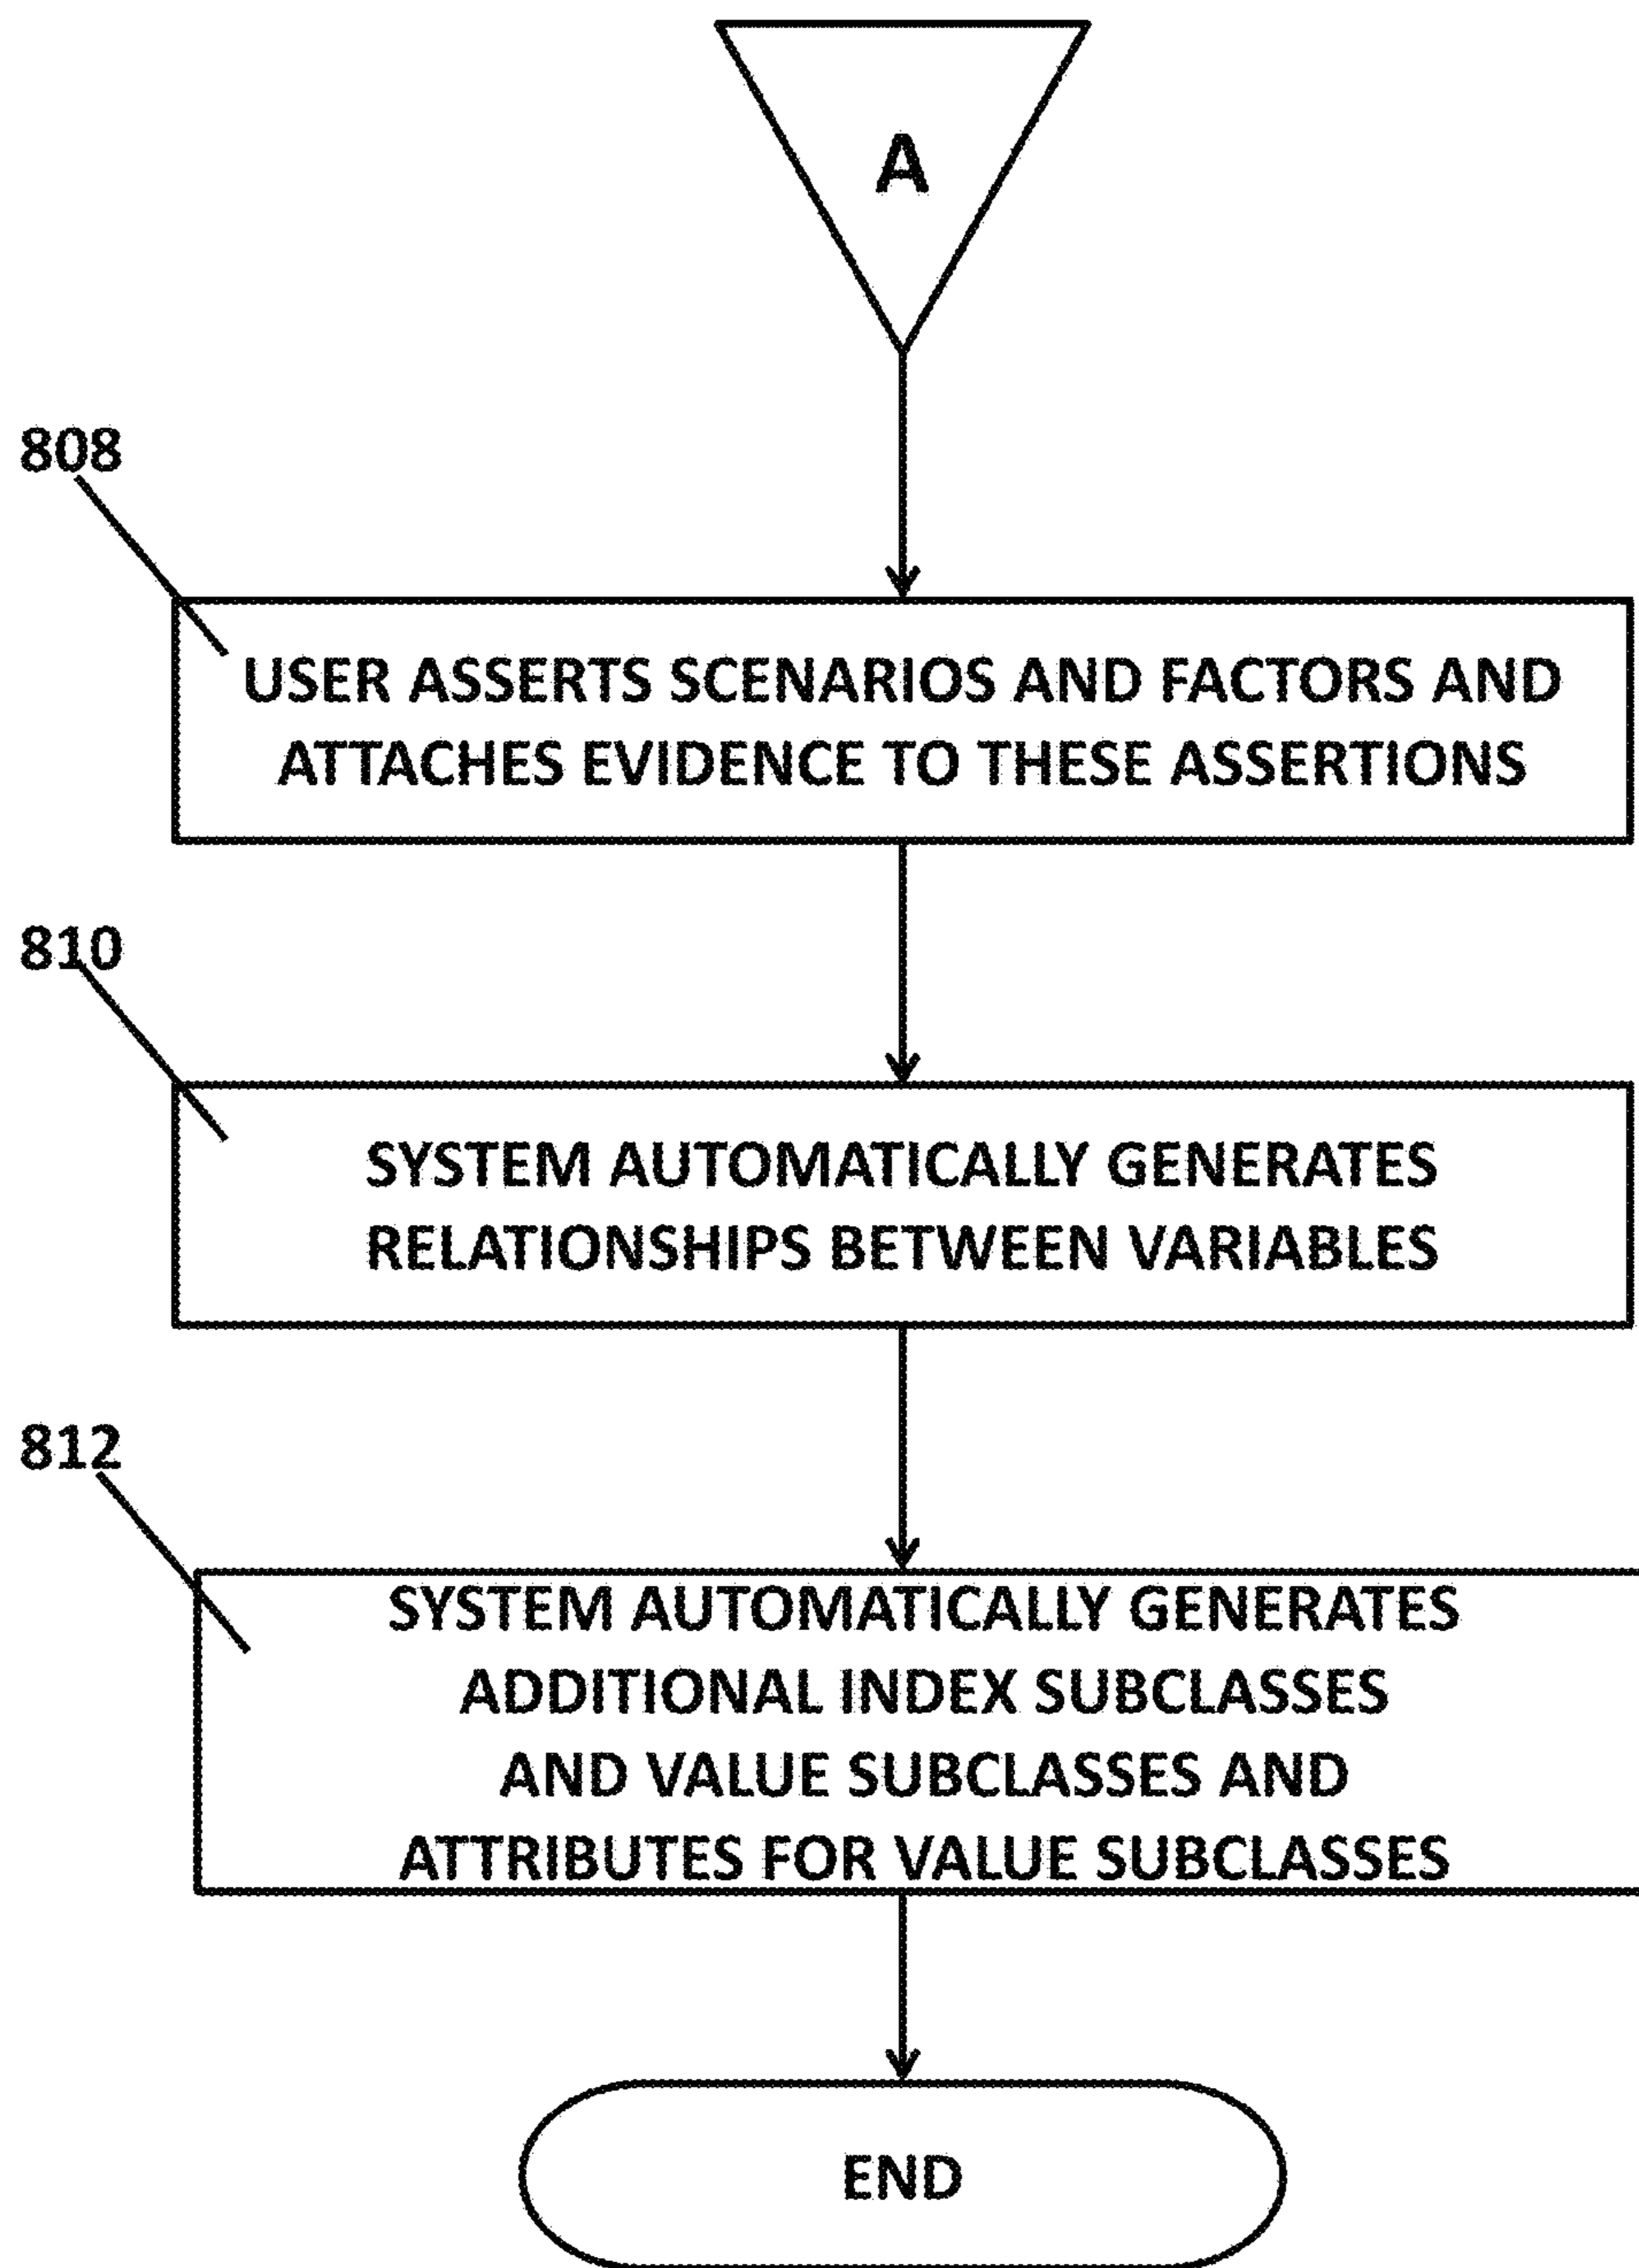 A
808
USER ASSERTS SCENARIOS AND FACTORS AND
ATTACHES EVIDENCE TO THESE ASSERTIONS
810
SYSTEM AUTOMATICALLY GENERATES
RELATIONSHIPS BETWEEN VARIABLES
812
SYSTEM AUTOMATICALLY GENERATES
ADDITIONAL INDEX SUBCLASSES
AND VALUE SUBCLASSES AND
ATTRIBUTES FOR VALUE SUBCLASSES
END